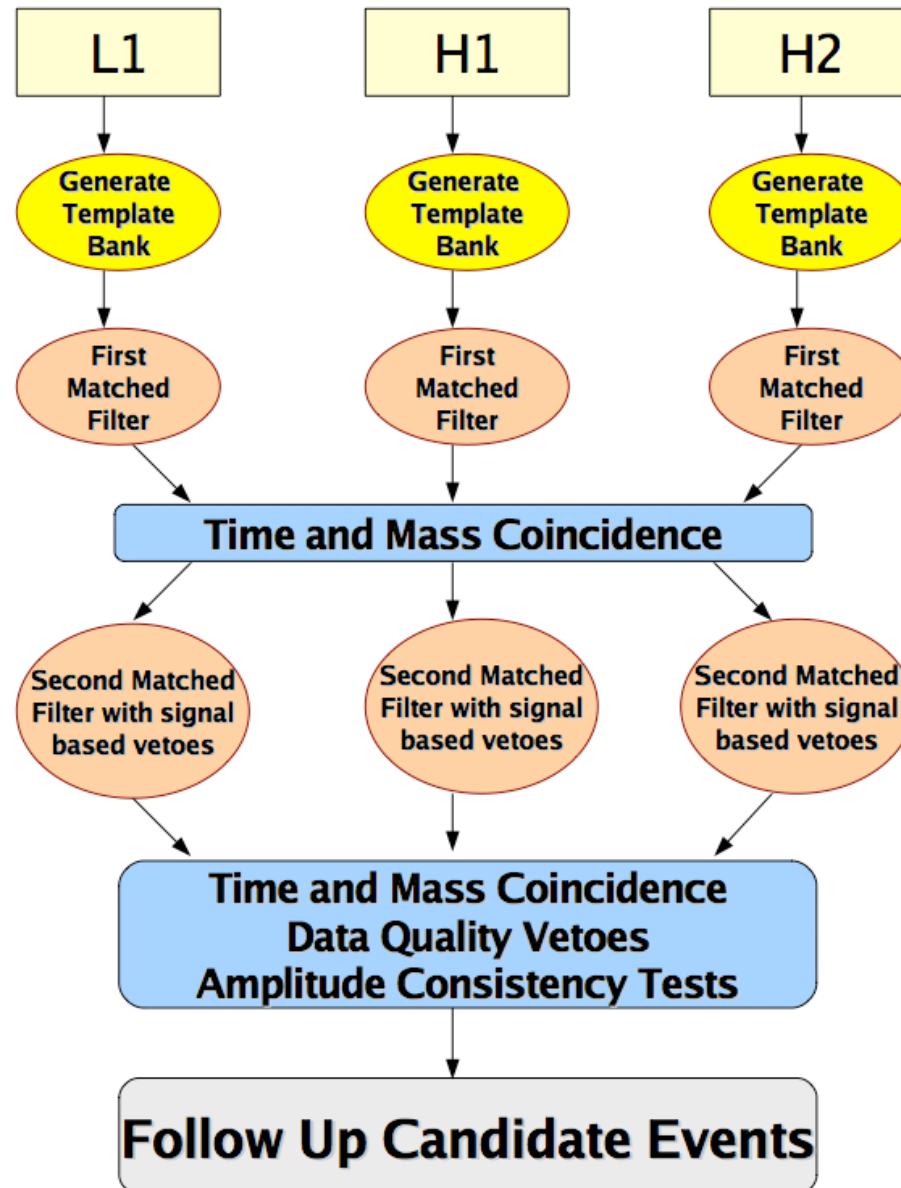 L1
H1
H2
Generate
Template
Bank
Generate
Template
Bank
Generate
Template
Bank
First
Matched
Filter
First
Matched
Filter
First
Matched
Filter
Time and Mass Coincidence
Second Matched
Filter with signal
based vetoes
Second Matched
Filter with signal
based vetoes
Second Matched
Filter with signal
based vetoes
Time and Mass Coincidence
Data Quality Vetoes
Amplitude Consistency Tests
Follow Up Candidate Events